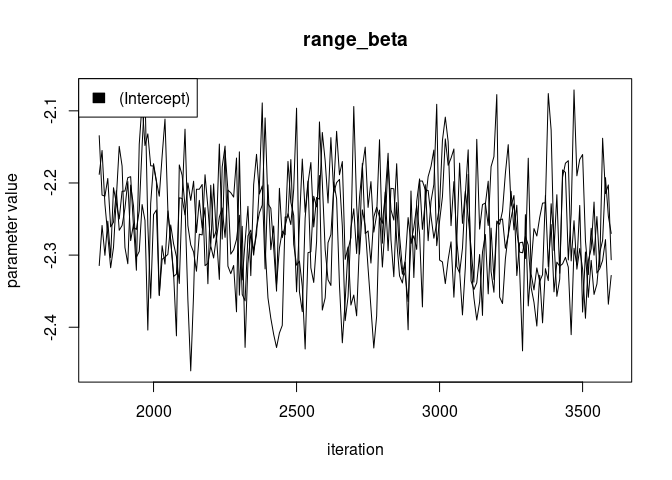 range_beta
(Intercept)
-2.1
-2.2
-2.3
-2.4
parameter value
2000
2500
3000
3500
iteration